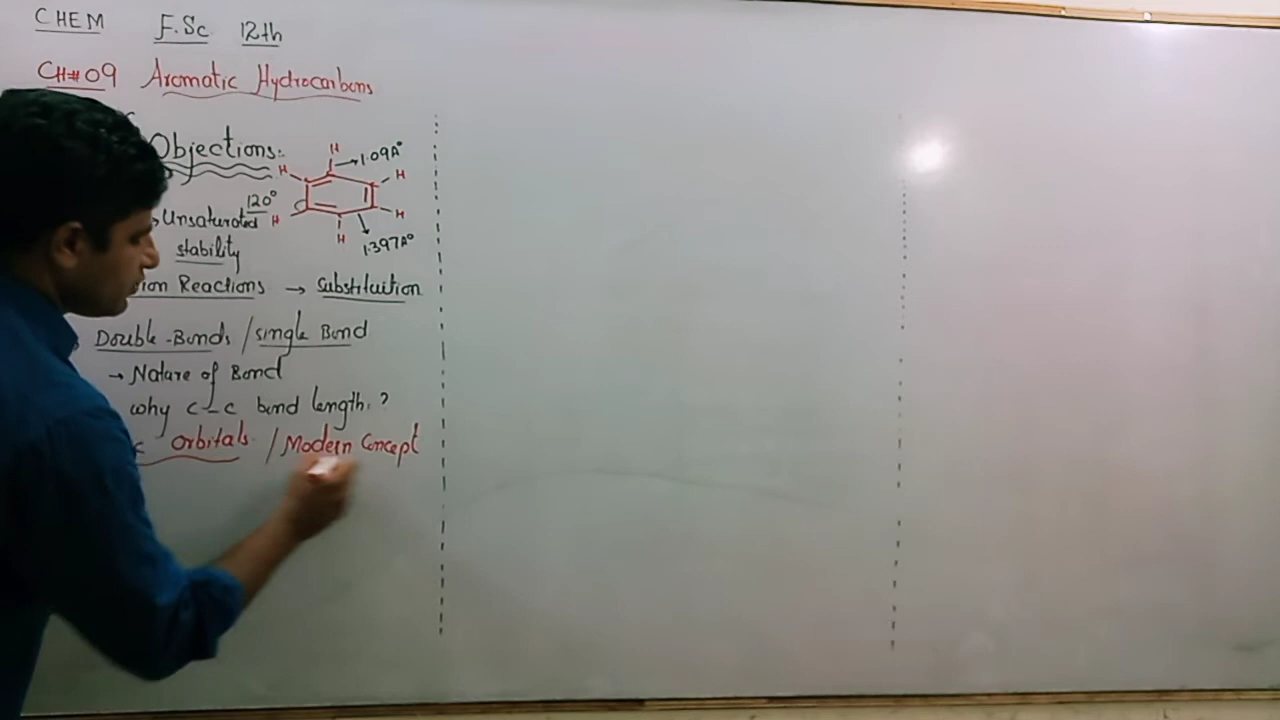 CHEM F.Sc 12th
CH#09 Aromatic Hydrocarbons
Objections:
H
1.09A°
H
H
120°
H
H
H
1.397A°
Unsaturated
stability
Reactions → Substituition
Double-Bonds / single Bond
→ Nature of Bond
why C-C bond length. ?
Orbitals / Modern Concept